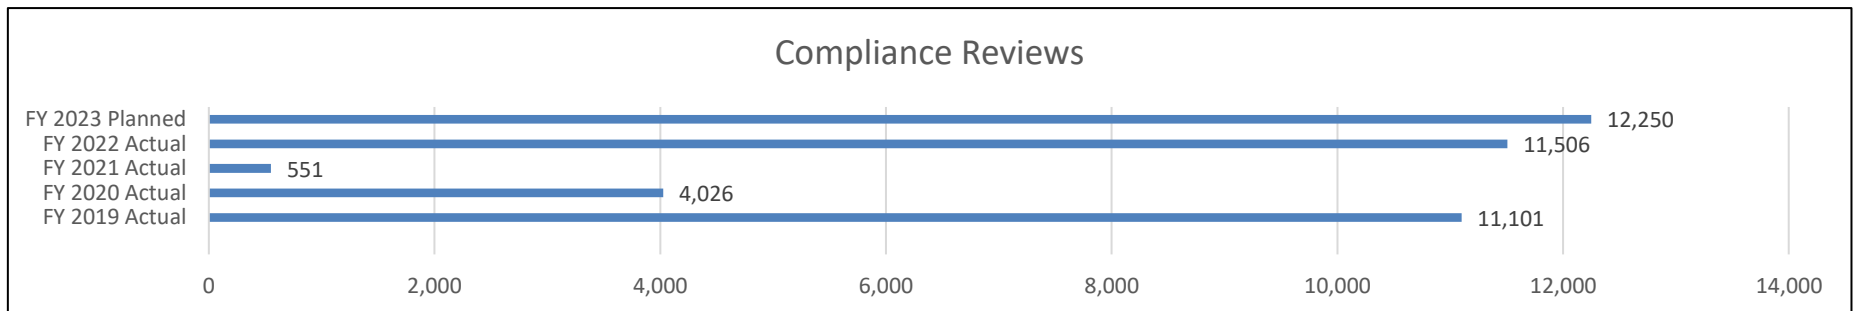 Compliance Reviews
FY 2023 Planned 12,250
FY 2022 Actual 11,506
FY 2021 Actual 551
FY 2020 Actual 4,026
FY 2019 Actual 11,101
0 2,000 4,000 6,000 8,000 10,000 12,000 14,000